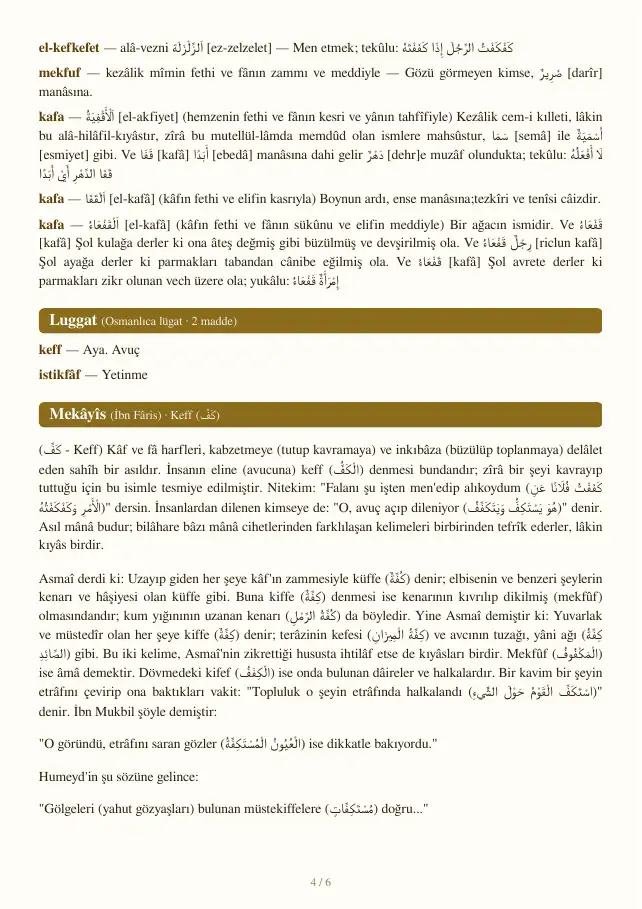 el-kefkefet — alâ-vezni اَلزَّلْزَلَة [ez-zelzelet] — Men etmek; tekûlu: كَفْكَفْتُ الرَّجُلَ إِذَا كَفَفْتَهُ
mekfuf — kezâlik mîmin fethi ve fânın zammı ve meddiyle — Gözü görmeyen kimse, ضَرِيرٌ [darîr]
manâsına.
kafa — اَلْأَقْفِيَةُ [el-akfiyet] (hemzenin fethi ve fânın kesri ve yânın tahfîfiyle) Kezâlik cem-i kılleti, lâkin
bu alâ-hilâfil-kıyâstır, zîrâ bu mutellül-lâmda memdûd olan ismlere mahsûstur, سَمَا [semâ] ile أَسْمِيَةٌ
[esmiyet] gibi. Ve قَفَا [kafâ] أَبَدًا [ebedâ] manâsına dahi gelir دَهْرٌ [dehr]e muzâf olundukta; tekûlu: لَا أَفْعَلُهُ
قَفَا الدَّهْرِ أَيْ أَبَدًا
kafa — اَلْقَفَا [el-kafâ] (kâfın fethi ve elifin kasrıyla) Boynun ardı, ense manâsına;tezkîri ve tenîsi câizdir.
kafa — اَلْقَفْعَاءُ [el-kafâ] (kâfın fethi ve fânın sükûnu ve elifin meddiyle) Bir ağacın ismidir. Ve قَفْعَاءُ
[kafâ] Şol kulağa derler ki ona âteş değmiş gibi büzülmüş ve devşirilmiş ola. Ve رِجْلٌ قَفْعَاءُ [riclun kafâ]
Şol ayağa derler ki parmakları tabandan cânibe eğilmiş ola. Ve قَفْعَاءُ [kafâ] Şol avrete derler ki
parmakları zikr olunan vech üzere ola; yukâlu: إِمْرَأَةٌ قَفْعَاءُ
Luggat (Osmanlıca lügat · 2 madde)
keff — Aya. Avuç
istikfâf — Yetinme
Mekâyîs (İbn Fâris) · Keff (كَفّ)
(كَفّ - Keff) Kâf ve fâ harfleri, kabzetmeye (tutup kavramaya) ve inkıbâza (büzülüp toplanmaya) delâlet
eden sahîh bir asıldır. İnsanın eline (avucuna) keff (الْكَفُّ) denmesi bundandır; zîrâ bir şeyi kavrayıp
tuttuğu için bu isimle tesmiye edilmiştir. Nitekim: "Falanı şu işten men'edip alıkoydum (كَفَفْتُ فُلَانًا عَنِ
الْأَمْرِ وَكَفْكَفْتُهُ)" dersin. İnsanlardan dilenen kimseye de: "O, avuç açıp dileniyor (هُوَ يَسْتَكِفُّ وَيَتَكَفَّفُ)" denir.
Asıl mânâ budur; bilâhare bâzı mânâ cihetlerinden farklılaşan kelimeleri birbirinden tefrîk ederler, lâkin
kıyâs birdir.
Asmaî derdi ki: Uzayıp giden her şeye kâf'ın zammesiyle küffe (كُفَّةٌ) denir; elbisenin ve benzeri şeylerin
kenarı ve hâşiyesi olan küffe gibi. Buna kiffe (كِفَّةٌ) denmesi ise kenarının kıvrılıp dikilmiş (mekfûf)
olmasındandır; kum yığınının uzanan kenarı (كُفَّةُ الرَّمْلِ) da böyledir. Yine Asmaî demiştir ki: Yuvarlak
ve müstedîr olan her şeye kiffe (كِفَّةٌ) denir; terâzinin kefesi (كِفَّةُ الْمِيزَانِ) ve avcının tuzağı, yâni ağı (كِفَّةُ
الصَّائِدِ) gibi. Bu iki kelime, Asmaî'nin zikrettiği hususta ihtilâf etse de kıyâsları birdir. Mekfûf (الْمَكْفُوفُ)
ise âmâ demektir. Dövmedeki kifef (الْكِفَفُ) ise onda bulunan dâireler ve halkalardır. Bir kavim bir şeyin
etrâfını çevirip ona baktıkları vakit: "Topluluk o şeyin etrâfında halkalandı (اسْتَكَفَّ الْقَوْمُ حَوْلَ الشَّيءِ)"
denir. İbn Mukbil şöyle demiştir:
"O göründü, etrâfını saran gözler (الْعُيُونُ الْمُسْتَكِفَّةُ) ise dikkatle bakıyordu."
Humeyd'in şu sözüne gelince:
"Gölgeleri (yahut gözyaşları) bulunan müstekiffelere (مُسْتَكِفَّاتٍ) doğru..."
4 / 6